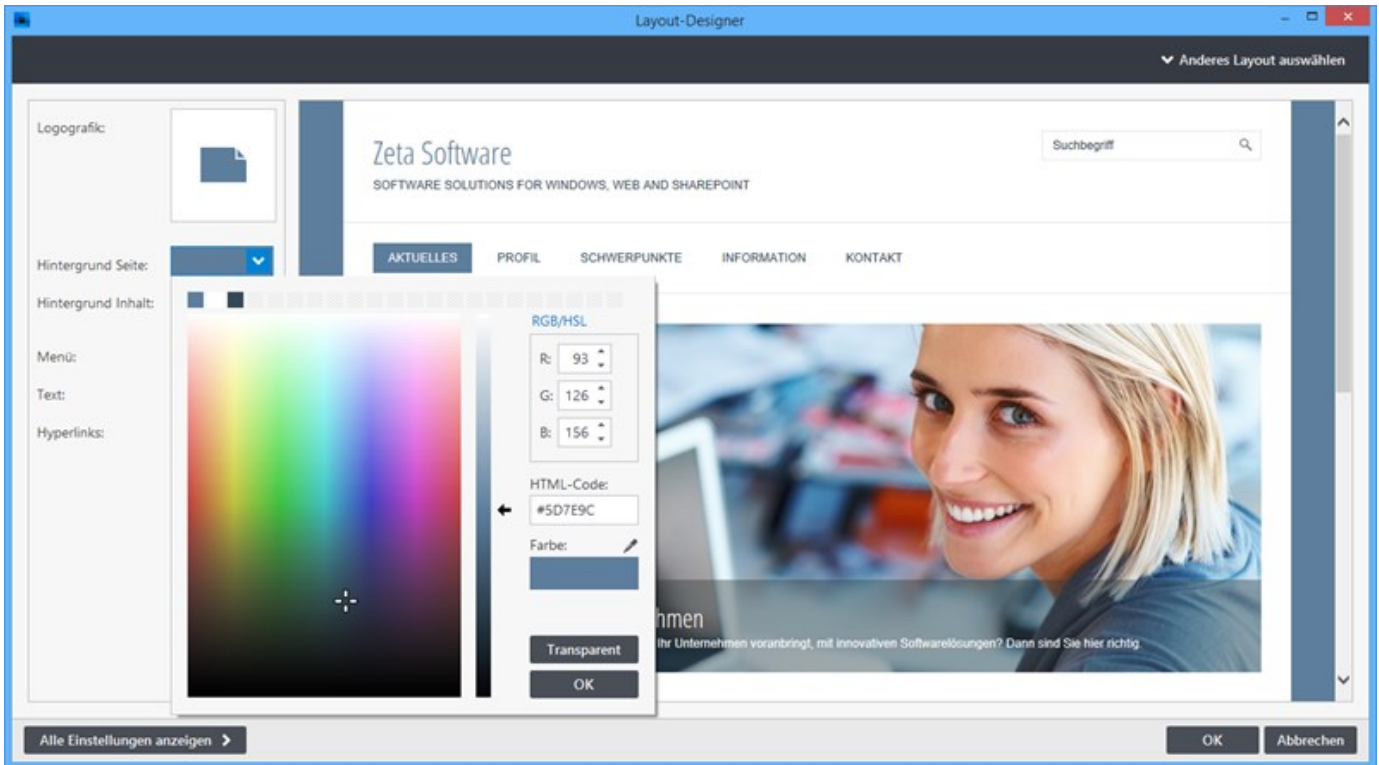 Layout-Designer
Anderes Layout auswählen
Logografik:
Hintergrund Seite:
Hintergrund Inhalt:
Menü:
Text:
Hyperlinks:
RGB/HSL
R: 93
G: 126
B: 156
HTML-Code:
#5D7E9C
Farbe:
Transparent
OK
Zeta Software
SOFTWARE SOLUTIONS FOR WINDOWS, WEB AND SHAREPOINT
Suchbegriff
AKTUELLES PROFIL SCHWERPUNKTE INFORMATION KONTAKT
hmen
Ihr Unternehmen voranbringt, mit innovativen Softwarelösungen? Dann sind Sie hier richtig.
Alle Einstellungen anzeigen
OK Abbrechen